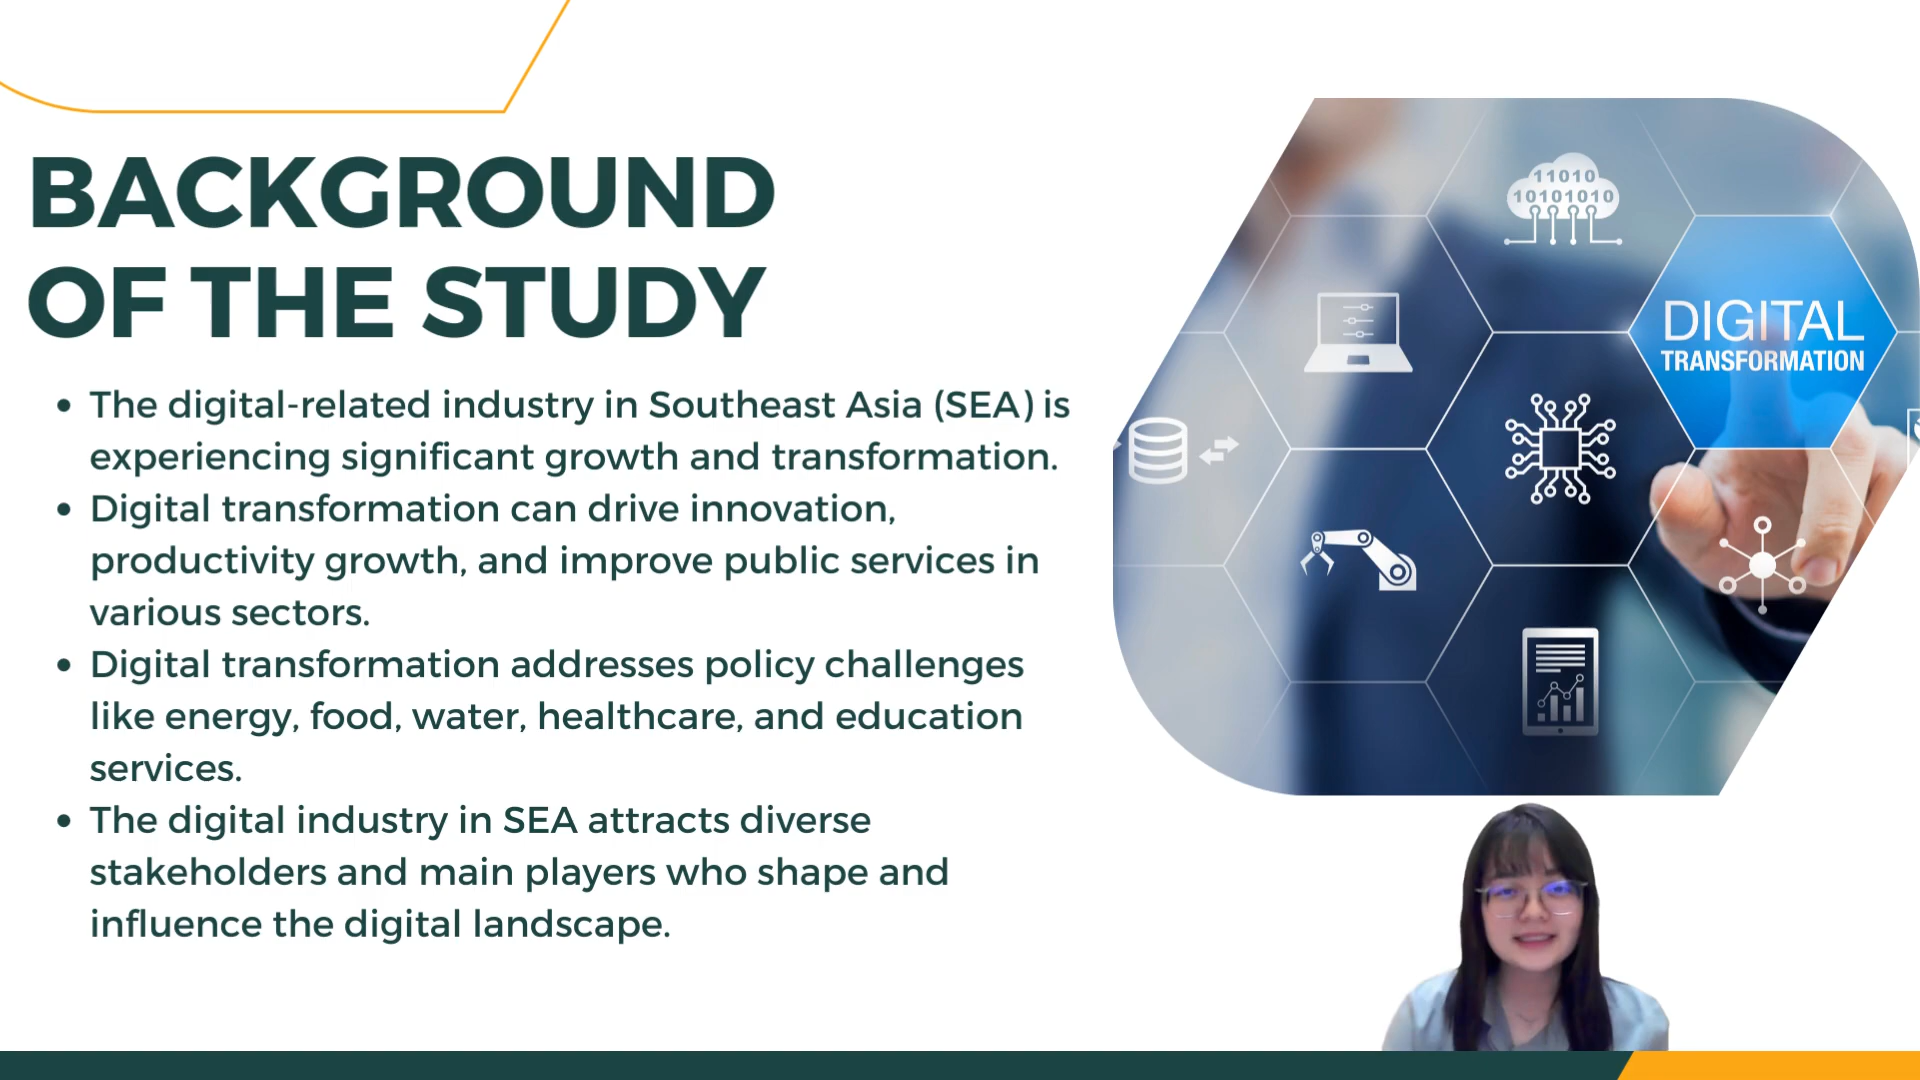 BACKGROUND
OF THE STUDY
• The digital-related industry in Southeast Asia (SEA) is
experiencing significant growth and transformation.
• Digital transformation can drive innovation,
productivity growth, and improve public services in
various sectors.
• Digital transformation addresses policy challenges
like energy, food, water, healthcare, and education
services.
• The digital industry in SEA attracts diverse
stakeholders and main players who shape and
influence the digital landscape.
11010
10101010
DIGITAL
TRANSFORMATION